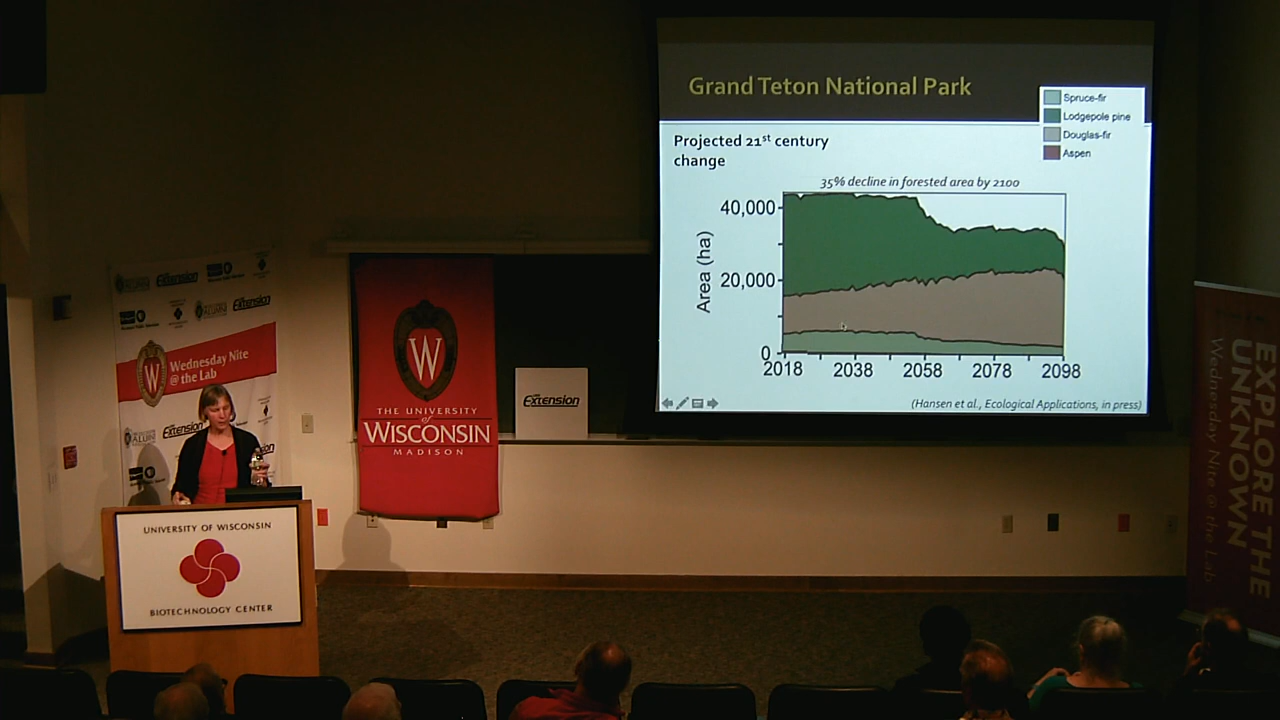 Grand Teton National Park
Spruce-fir
Lodgepole pine
Douglas-fir
Aspen
Projected 21st century
change
35% decline in forested area by 2100
Area (ha)
40,000
20,000
0
2018
2038
2058
2078
2098
(Hansen et al., Ecological Applications, in press)
Extension
Extension
Wednesday Nite
@ the Lab
W
THE UNIVERSITY
of
WISCONSIN
MADISON
Extension
Extension
UNIVERSITY OF WISCONSIN
BIOTECHNOLOGY CENTER
EXPLORE THE
UNKNOWN
Wednesday Nite @ the Lab